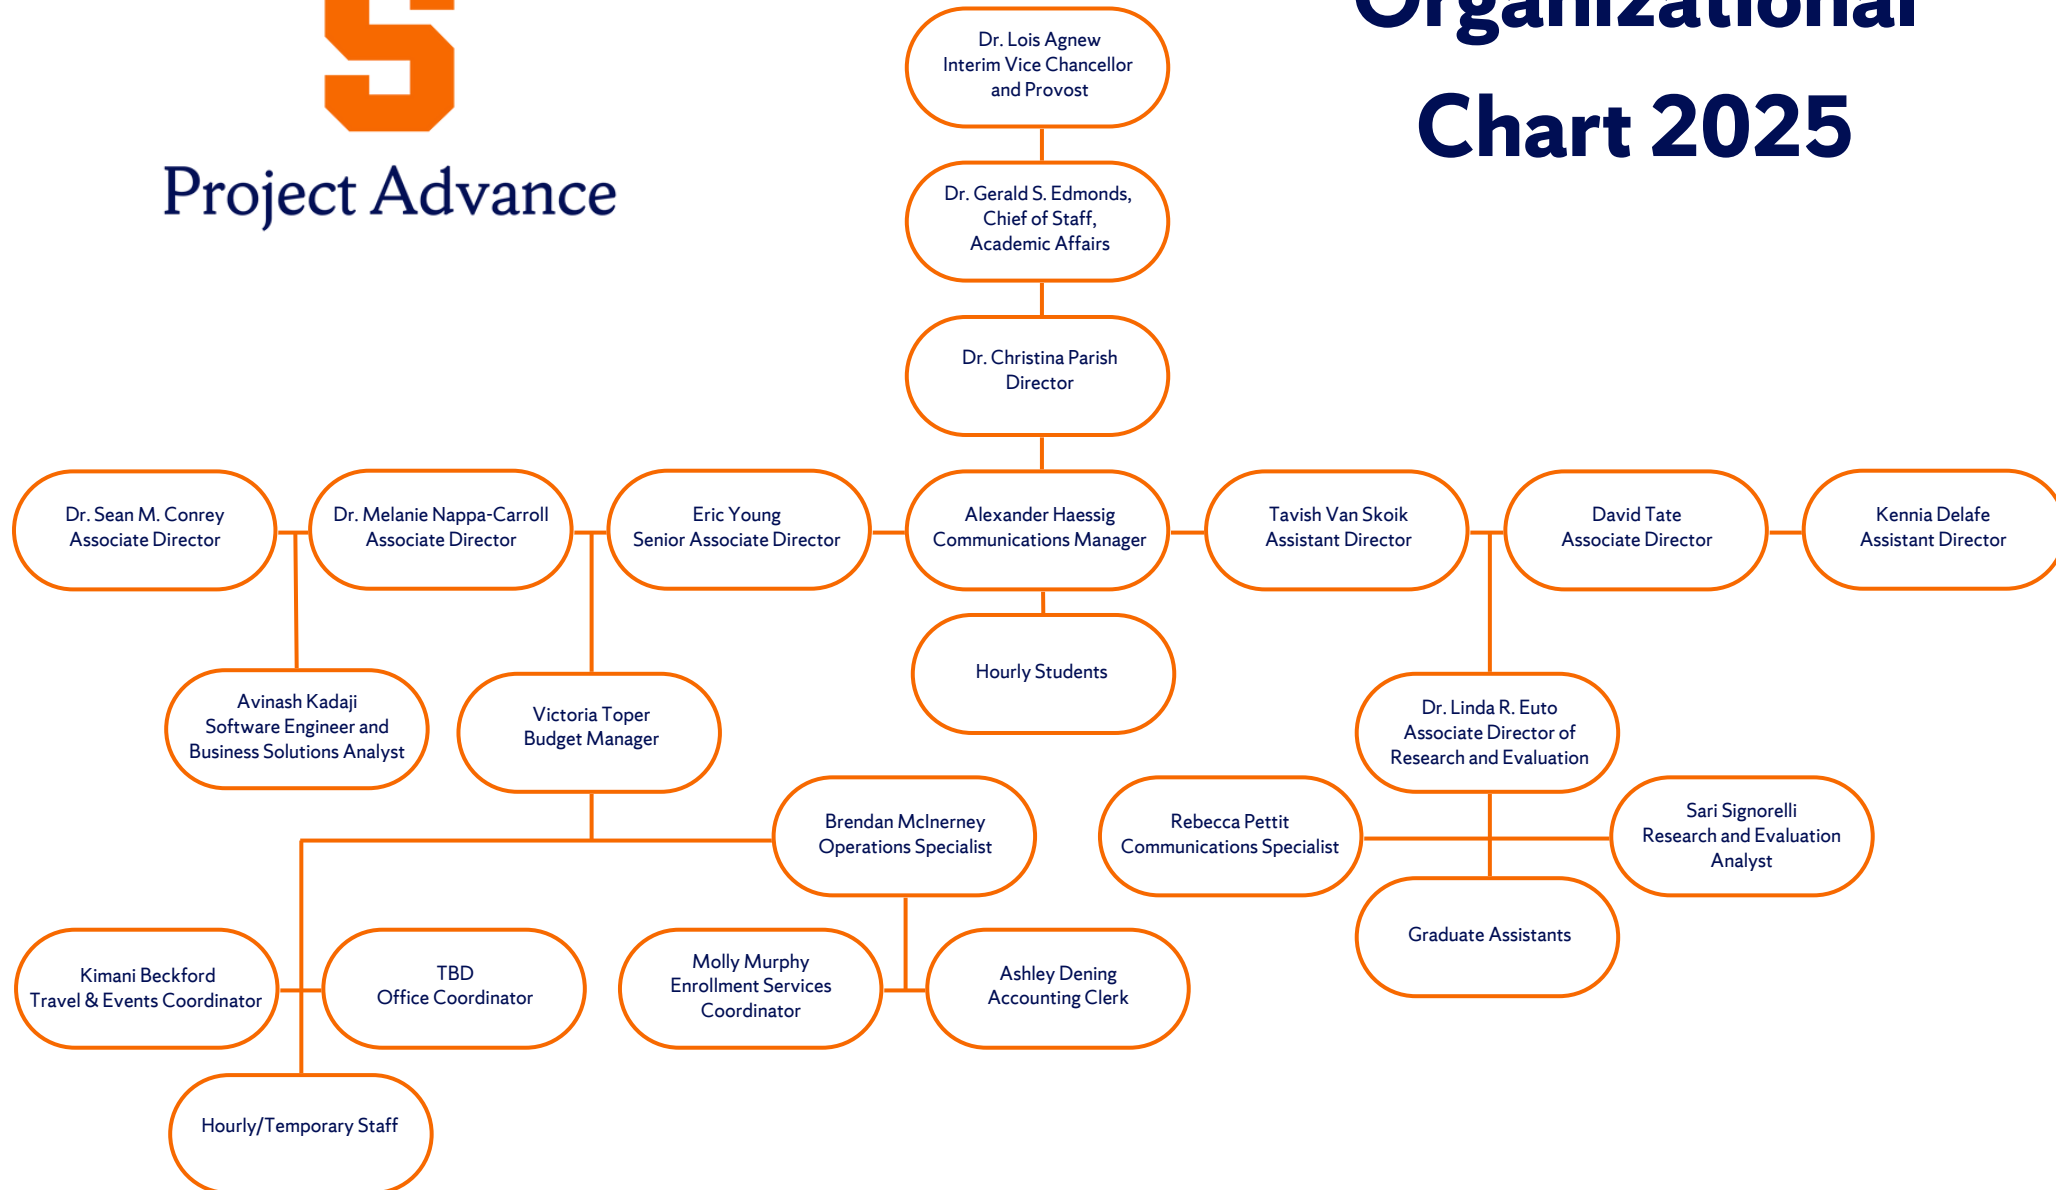 Organizational
Chart 2025
S
Project Advance
Dr. Lois Agnew
Interim Vice Chancellor
and Provost
Dr. Gerald S. Edmonds,
Chief of Staff,
Academic Affairs
Dr. Christina Parish
Director
Dr. Sean M. Conrey
Associate Director
Dr. Melanie Nappa-Carroll
Associate Director
Eric Young
Senior Associate Director
Alexander Haessig
Communications Manager
Tavish Van Skoik
Assistant Director
David Tate
Associate Director
Kennia Delafe
Assistant Director
Hourly Students
Avinash Kadaji
Software Engineer and
Business Solutions Analyst
Victoria Toper
Budget Manager
Dr. Linda R. Euto
Associate Director of
Research and Evaluation
Brendan McInerney
Operations Specialist
Rebecca Pettit
Communications Specialist
Sari Signorelli
Research and Evaluation
Analyst
Graduate Assistants
Kimani Beckford
Travel & Events Coordinator
TBD
Office Coordinator
Molly Murphy
Enrollment Services
Coordinator
Ashley Dening
Accounting Clerk
Hourly/Temporary Staff